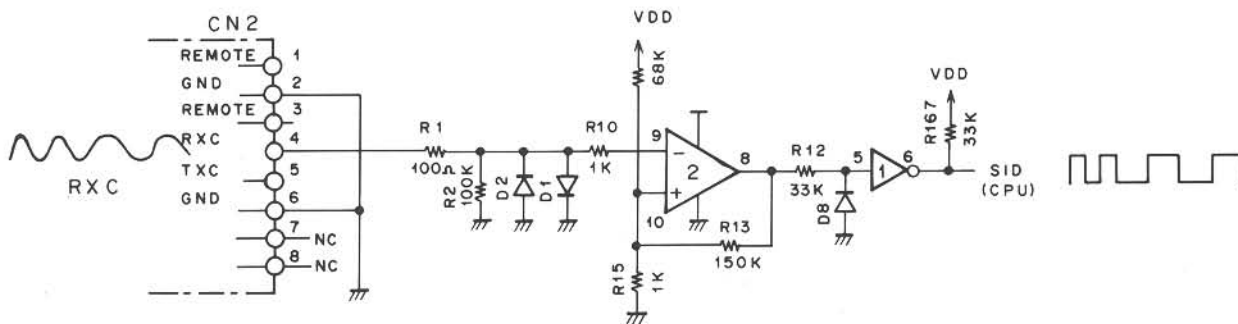 CN2
REMOTE 1
GND 2
REMOTE 3
RXC 4
TXC 5
GND 6
7 NC
8 NC
RXC
R1
100Ω
R2
100K
D2
D1
R10
1K
VDD
68K
9
-
2
+
10
8
R13
150K
R15
1K
R12
33K
D8
5
1
6
VDD
R167
33K
SID
(CPU)